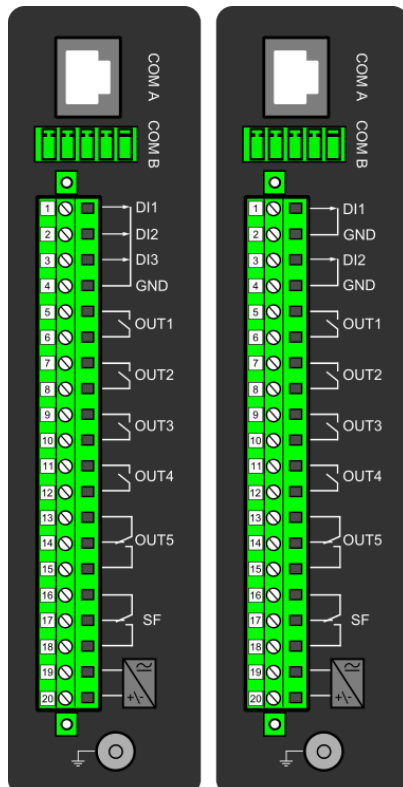 COM A
COM B
1 DI1
2 DI2
3 DI3
4 GND
5
OUT1
6
7
OUT2
8
9
OUT3
10
11
OUT4
12
13
14 OUT5
15
16
17 SF
18
19
20 +/-
COM A
COM B
1 DI1
2 GND
3 DI2
4 GND
5
OUT1
6
7
OUT2
8
9
OUT3
10
11
OUT4
12
13
14 OUT5
15
16
17 SF
18
19
20 +/-